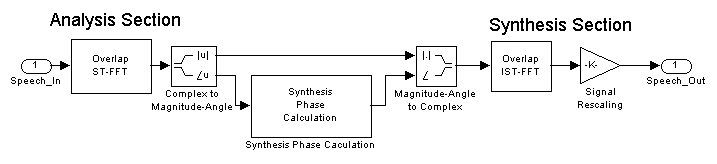 Analysis Section
Synthesis Section
1
Speech_In
Overlap
ST-FFT
|u|
∠u
Complex to
Magnitude-Angle
Synthesis
Phase
Calculation
Synthesis Phase Caculation
|.|
∠
Magnitude-Angle
to Complex
Overlap
IST-FFT
-K-
Signal
Rescaling
1
Speech_Out